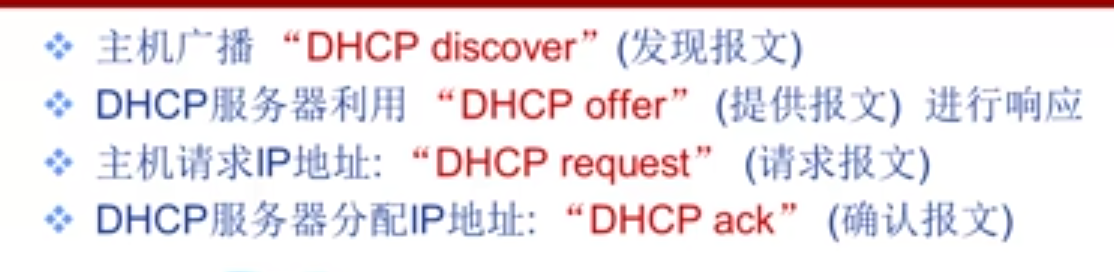 主机广播 “DHCP discover” (发现报文)
DHCP服务器利用 “DHCP offer” (提供报文) 进行响应
主机请求IP地址: “DHCP request” (请求报文)
DHCP服务器分配IP地址: “DHCP ack” (确认报文)